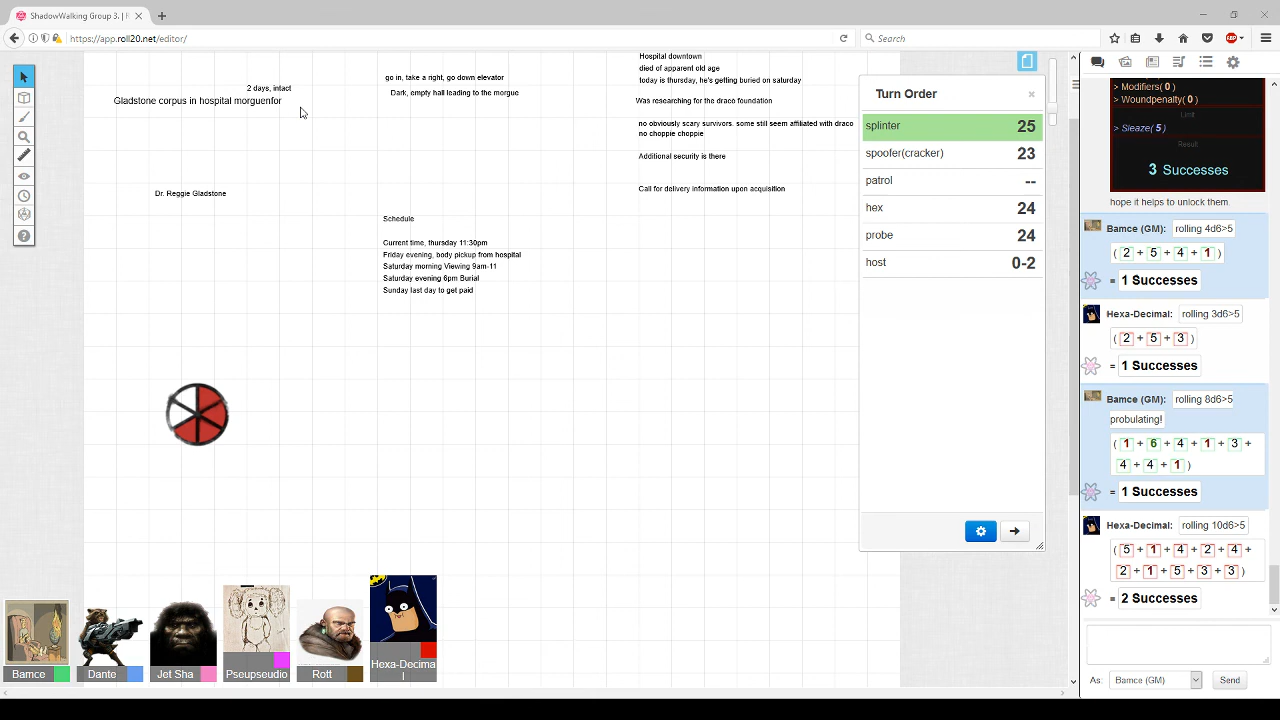 ShadowWalking Group 3. | R
https://app.roll20.net/editor/
Search
ABP
2 days, intact
Gladstone corpus in hospital morguenfor
Dr. Reggie Gladstone
go in, take a right, go down elevator
Dark, empty hall leading to the morgue
Schedule
Current time, thursday 11:30pm
Friday evening, body pickup from hospital
Saturday morning Viewing 9am-11
Saturday evening 6pm Burial
Sunday last day to get paid
Hospital downtown
died of apparent old age
today is thursday, he's getting buried on saturday
Was researching for the draco foundation
no obviously scary survivors. some still seem affiliated with draco
no choppie choppie
Additional security is there
Call for delivery information upon acquisition
Turn Order
splinter 25
spoofer(cracker) 23
patrol --
hex 24
probe 24
host 0-2
> Modifiers( 0 )
> Woundpenalty( 0 )
Limit
> Sleaze( 5 )
Result
3 Successes
hope it helps to unlock them.
Bamce (GM): rolling 4d6>5
( 2 + 5 + 4 + 1 )
= 1 Successes
Hexa-Decimal: rolling 3d6>5
( 2 + 5 + 3 )
= 1 Successes
Bamce (GM): rolling 8d6>5
probulating!
( 1 + 6 + 4 + 1 + 3 +
4 + 4 + 1 )
= 1 Successes
Hexa-Decimal: rolling 10d6>5
( 5 + 1 + 4 + 2 + 4 +
2 + 1 + 5 + 3 + 3 )
= 2 Successes
As: Bamce (GM) Send
Bamce
Dante
Jet Sha
Pseupseudio
Rott
Hexa-Decima
l